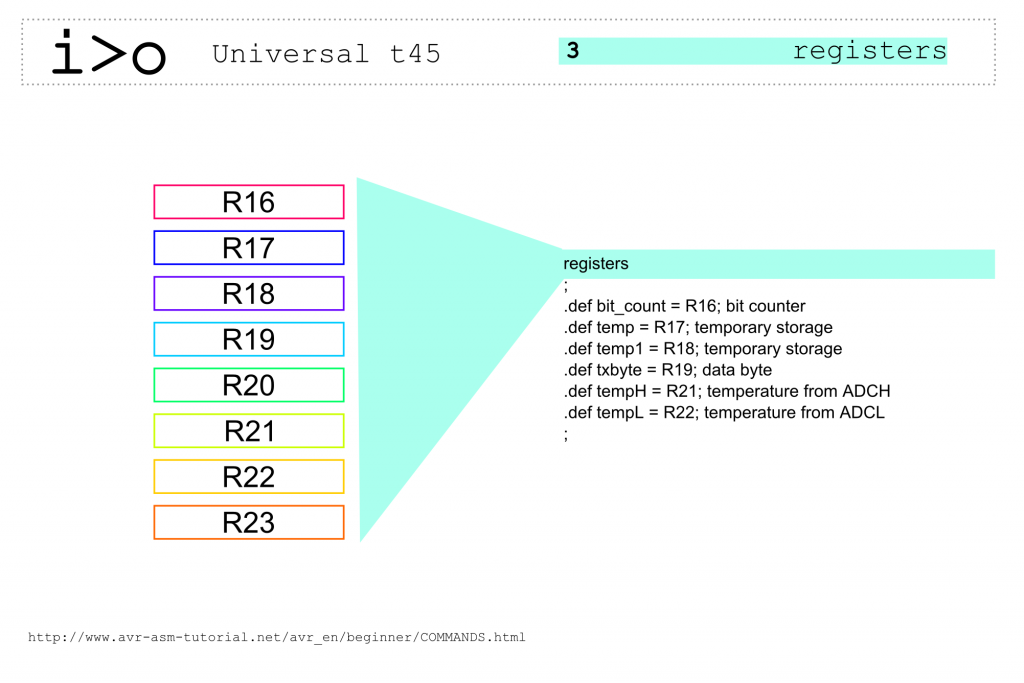 i>o Universal t45 3 registers
R16
R17
R18
R19
R20
R21
R22
R23
registers
;
.def bit_count = R16; bit counter
.def temp = R17; temporary storage
.def temp1 = R18; temporary storage
.def txbyte = R19; data byte
.def tempH = R21; temperature from ADCH
.def tempL = R22; temperature from ADCL
;
http://www.avr-asm-tutorial.net/avr_en/beginner/COMMANDS.html